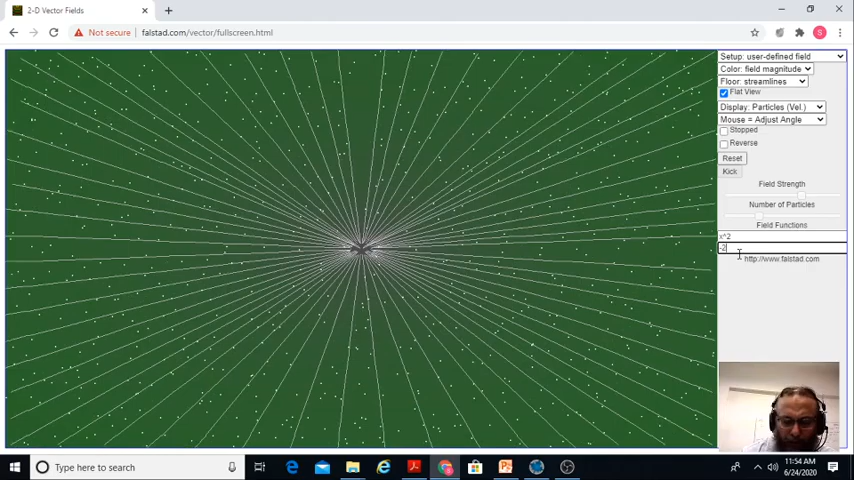 2-D Vector Fields
Not secure
falstad.com/vector/fullscreen.html
Setup: user-defined field
Color: field magnitude
Floor: streamlines
Flat View
Display: Particles (Vel.)
Mouse = Adjust Angle
Stopped
Reverse
Reset
Kick
Field Strength
Number of Particles
Field Functions
x^2
-2
http://www.falstad.com
Type here to search
11:54 AM
6/24/2020